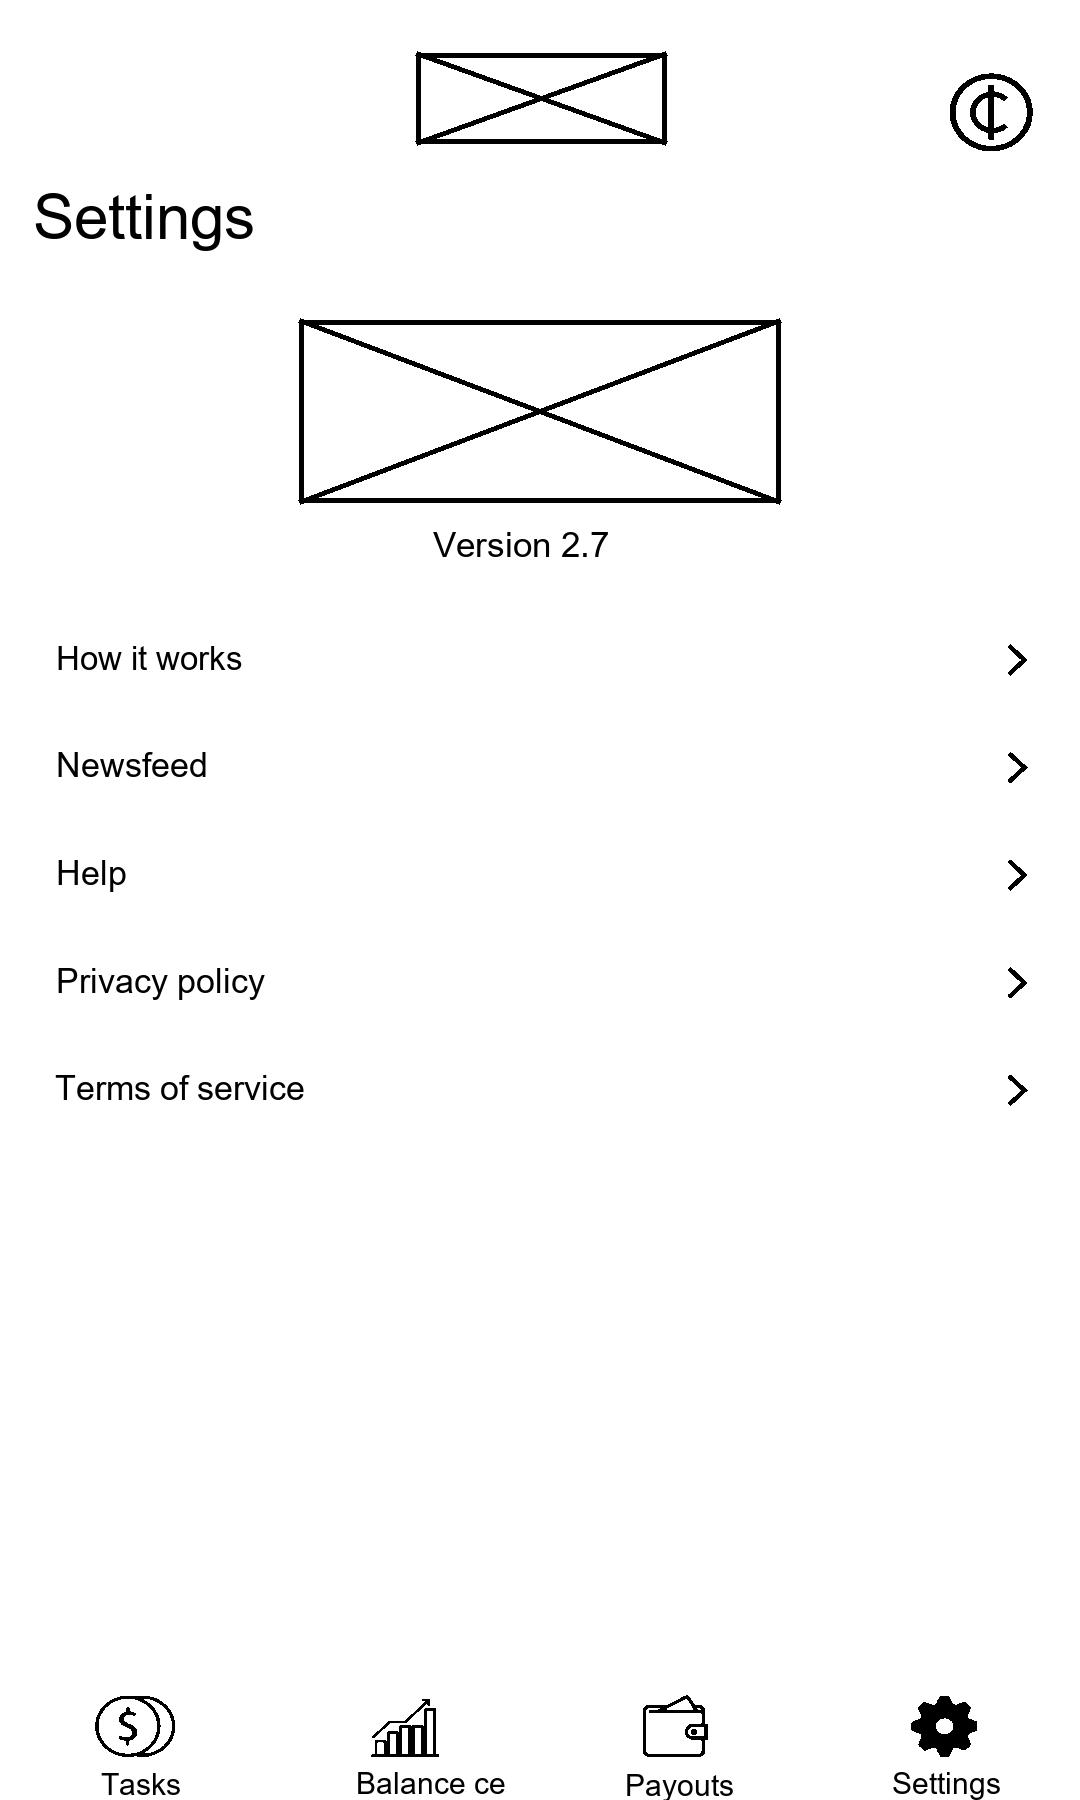 Settings
Version 2.7
How it works
Newsfeed
Help
Privacy policy
Terms of service
Tasks
Balance ce
Payouts
Settings